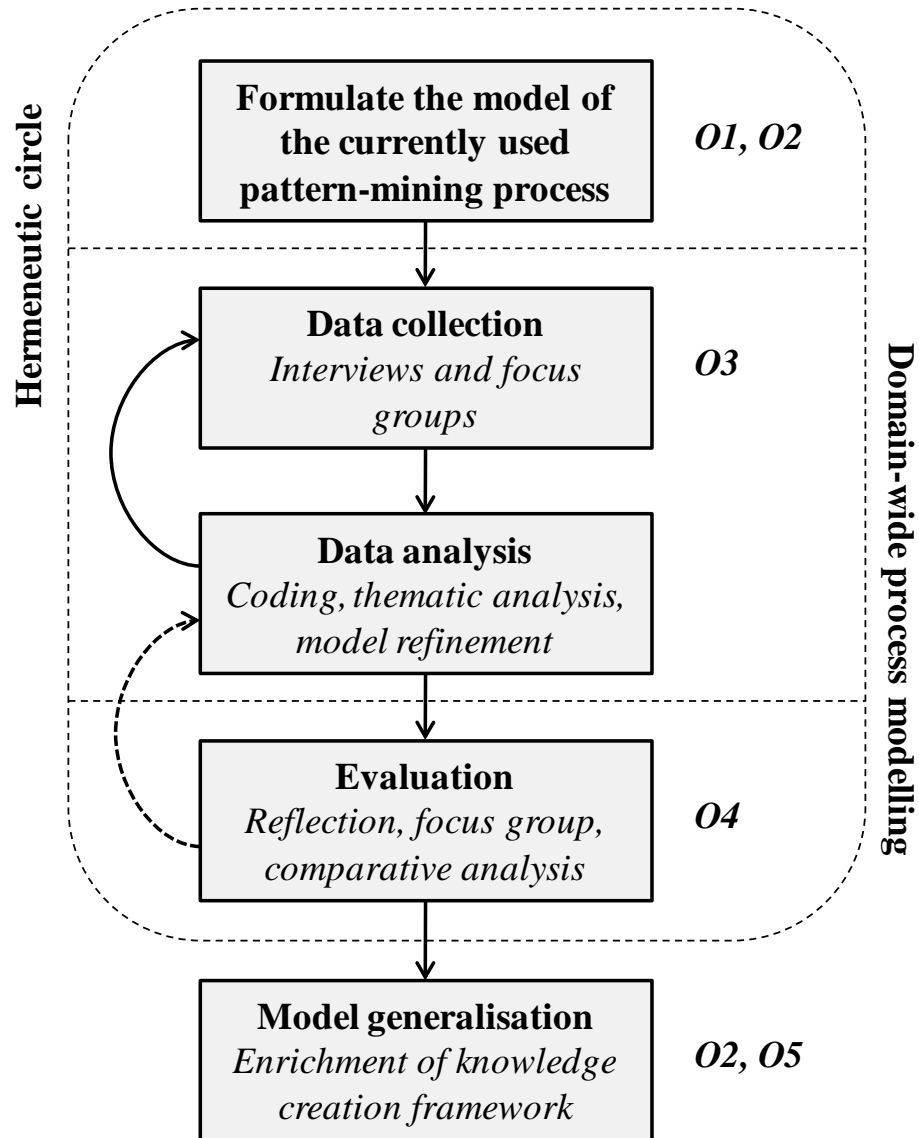 Hermeneutic circle
Formulate the model of
the currently used
pattern-mining process
O1, O2
Data collection
Interviews and focus
groups
O3
Domain-wide process modelling
Data analysis
Coding, thematic analysis,
model refinement
Evaluation
Reflection, focus group,
comparative analysis
O4
Model generalisation
Enrichment of knowledge
creation framework
O2, O5